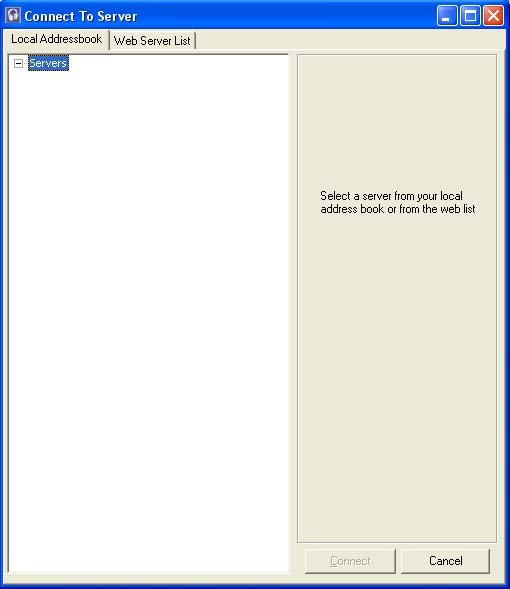 Connect To Server
Local Addressbook
Web Server List
Servers
Select a server from your local
address book or from the web list
Connect
Cancel